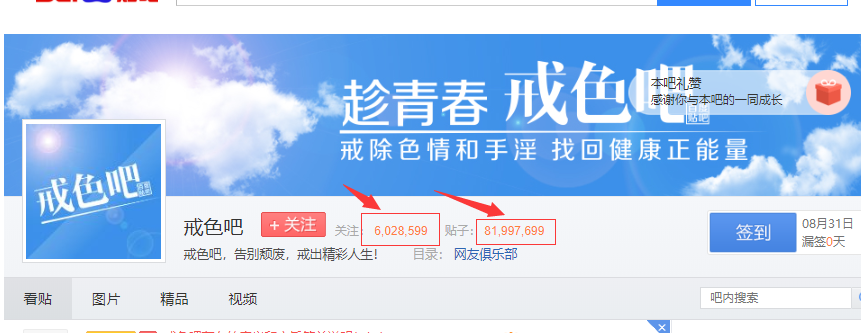 趁青春 戒色吧
戒除色情和手淫 找回健康正能量
本吧礼赞
感谢你与本吧的一同成长
戒色吧
戒色吧 + 关注 关注: 6,028,599 贴子: 81,997,699
戒色吧，告别颓废，戒出精彩人生! 目录: 网友俱乐部
签到
08月31日
漏签0天
看贴 图片 精品 视频
吧内搜索